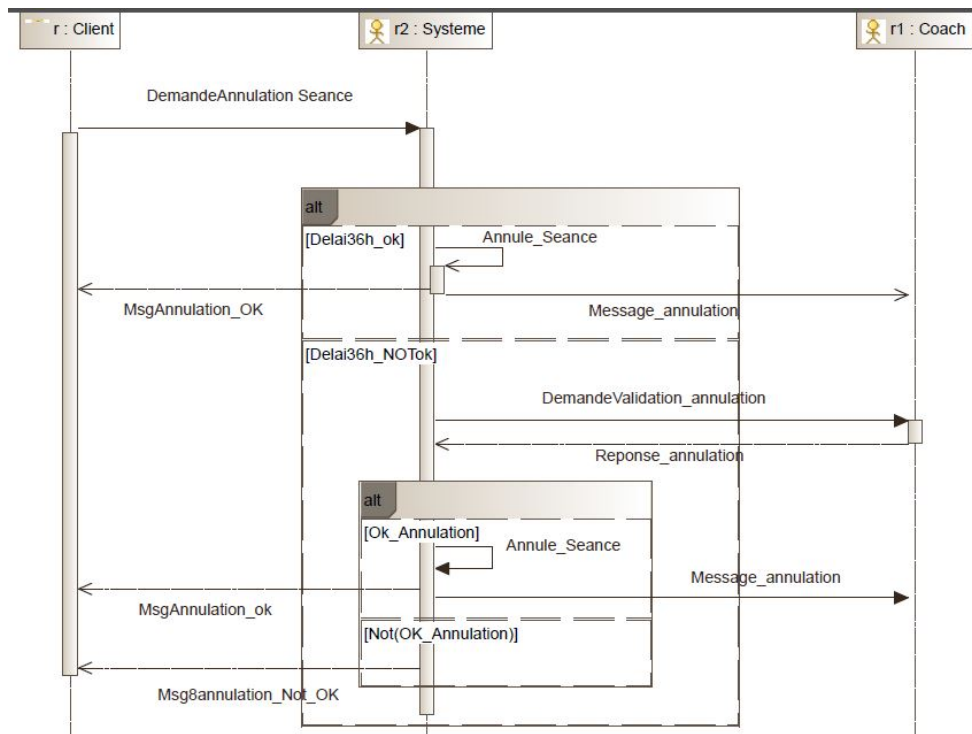 r : Client
r2 : Systeme
r1 : Coach
DemandeAnnulation Seance
alt
[Delai36h_ok]
Annule_Seance
MsgAnnulation_OK
Message_annulation
[Delai36h_NOTok]
DemandeValidation_annulation
Reponse_annulation
alt
[Ok_Annulation]
Annule_Seance
Message_annulation
MsgAnnulation_ok
[Not(OK_Annulation)]
Msg8annulation_Not_OK